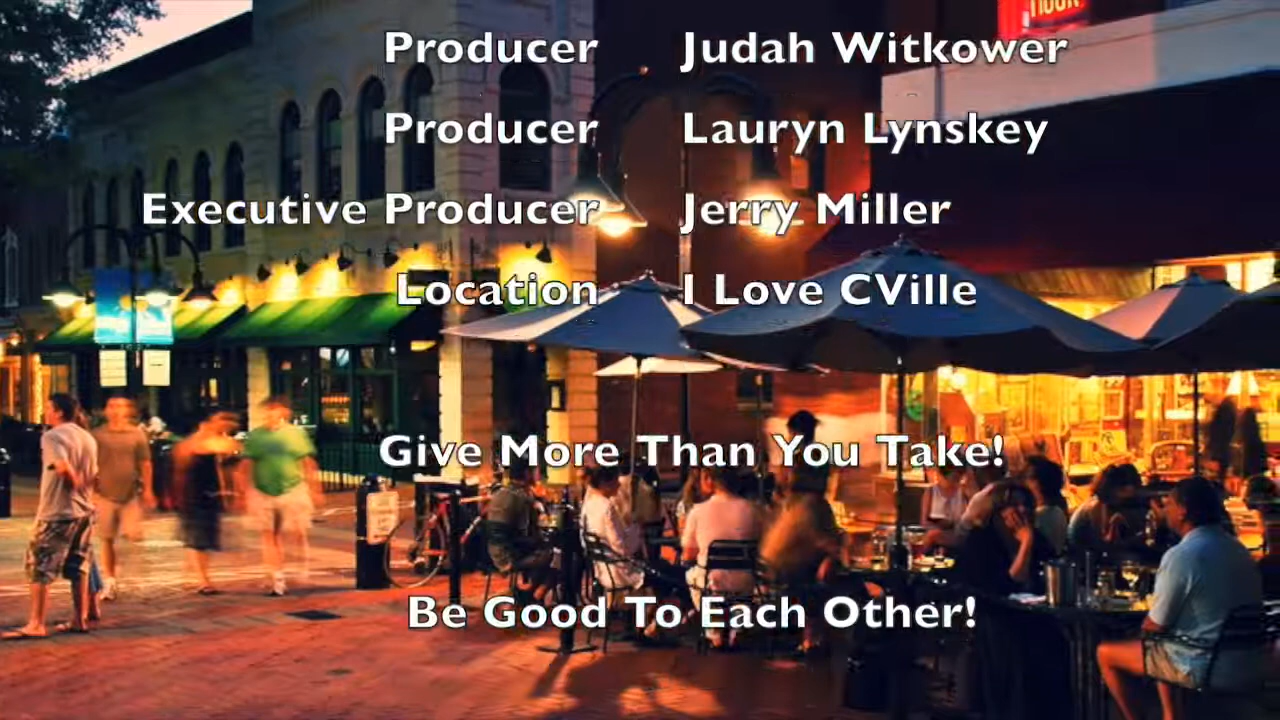 HOUR
Producer Judah Witkower
Producer Lauryn Lynskey
Executive Producer Jerry Miller
Location I Love CVille
Give More Than You Take!
Be Good To Each Other!